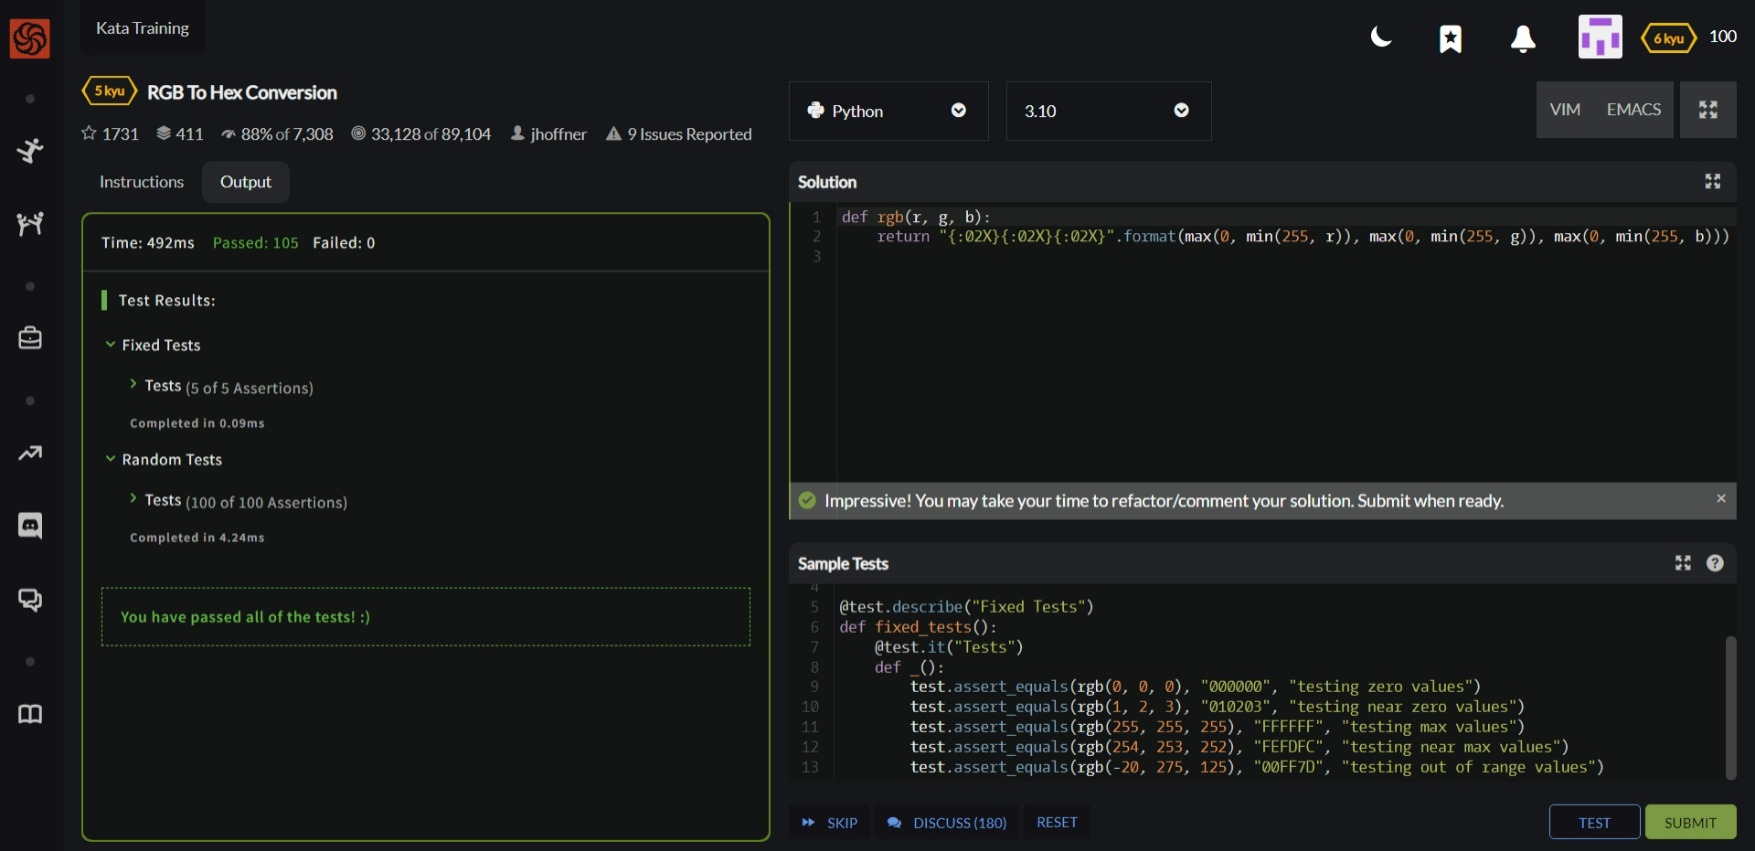 Kata Training
6 kyu 100
5 kyu RGB To Hex Conversion
1731 411 88% of 7,308 33,128 of 89,104 jhoffner 9 Issues Reported
Python 3.10 VIM EMACS
Instructions Output
Time: 492ms Passed: 105 Failed: 0
Test Results:
Fixed Tests
Tests (5 of 5 Assertions)
Completed in 0.09ms
Random Tests
Tests (100 of 100 Assertions)
Completed in 4.24ms
You have passed all of the tests! :)
Solution
1 def rgb(r, g, b):
2     return "{:02X}{:02X}{:02X}".format(max(0, min(255, r)), max(0, min(255, g)), max(0, min(255, b)))
3
Impressive! You may take your time to refactor/comment your solution. Submit when ready. ×
Sample Tests
4
5 @test.describe("Fixed Tests")
6 def fixed_tests():
7     @test.it("Tests")
8     def _():
9         test.assert_equals(rgb(0, 0, 0), "000000", "testing zero values")
10         test.assert_equals(rgb(1, 2, 3), "010203", "testing near zero values")
11         test.assert_equals(rgb(255, 255, 255), "FFFFFF", "testing max values")
12         test.assert_equals(rgb(254, 253, 252), "FEFDFC", "testing near max values")
13         test.assert_equals(rgb(-20, 275, 125), "00FF7D", "testing out of range values")
SKIP DISCUSS (180) RESET TEST SUBMIT